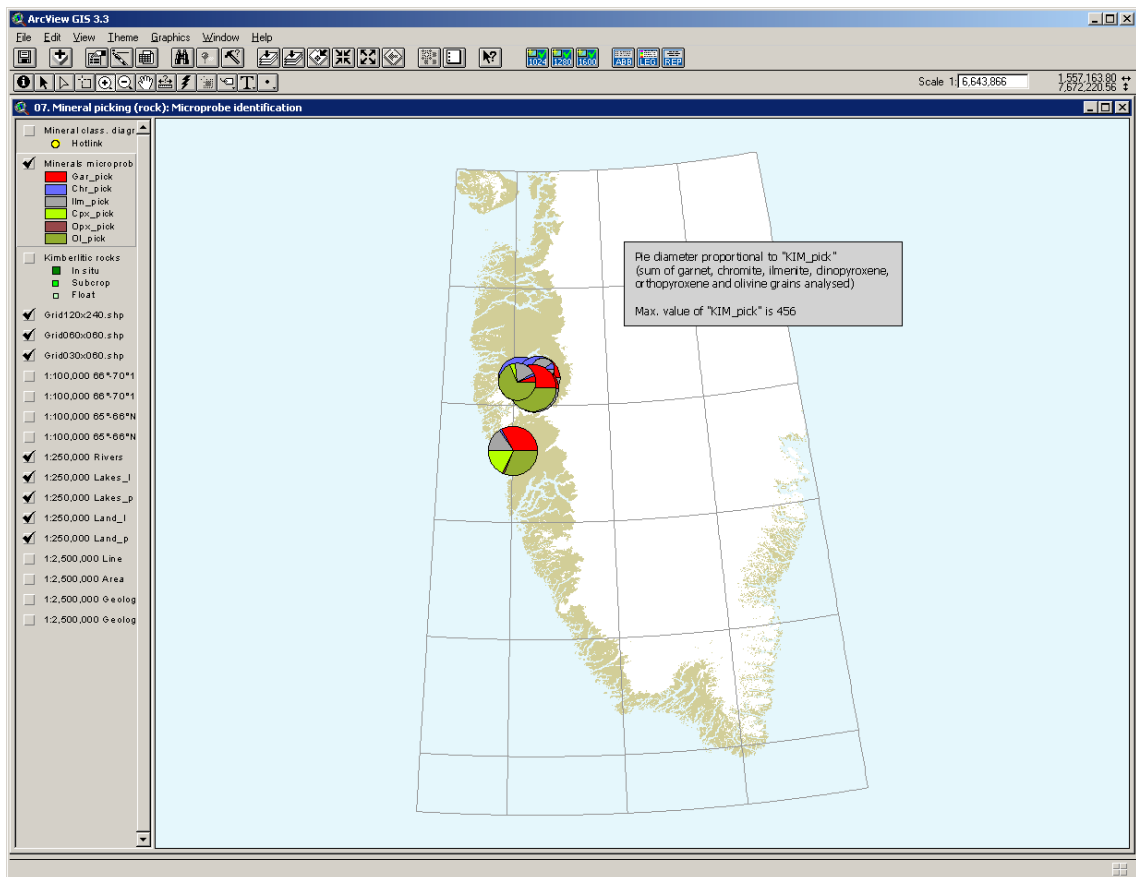 ArcView GIS 3.3
File Edit View Theme Graphics Window Help
1024 1280 1600 ABB LEG REP
Scale 1: 6,643,866 1,557,163.80
7,672,220.56
07. Mineral picking (rock): Microprobe identification
Mineral class. diagr
Hotlink
Minerals microprob
Gar_pick
Chr_pick
Ilm_pick
Cpx_pick
Opx_pick
Ol_pick
Kimberlitic rocks
In situ
Subcrop
Float
Grid120x240.shp
Grid060x060.shp
Grid030x060.shp
1:100,000 66°-70°1
1:100,000 66°-70°1
1:100,000 65°-66°N
1:100,000 65°-66°N
1:250,000 Rivers
1:250,000 Lakes_l
1:250,000 Lakes_p
1:250,000 Land_l
1:250,000 Land_p
1:2,500,000 Line
1:2,500,000 Area
1:2,500,000 Geolog
1:2,500,000 Geolog
Pie diameter proportional to "KIM_pick"
(sum of garnet, chromite, ilmenite, dinopyroxene,
orthopyroxene and olivine grains analysed)
Max. value of "KIM_pick" is 456